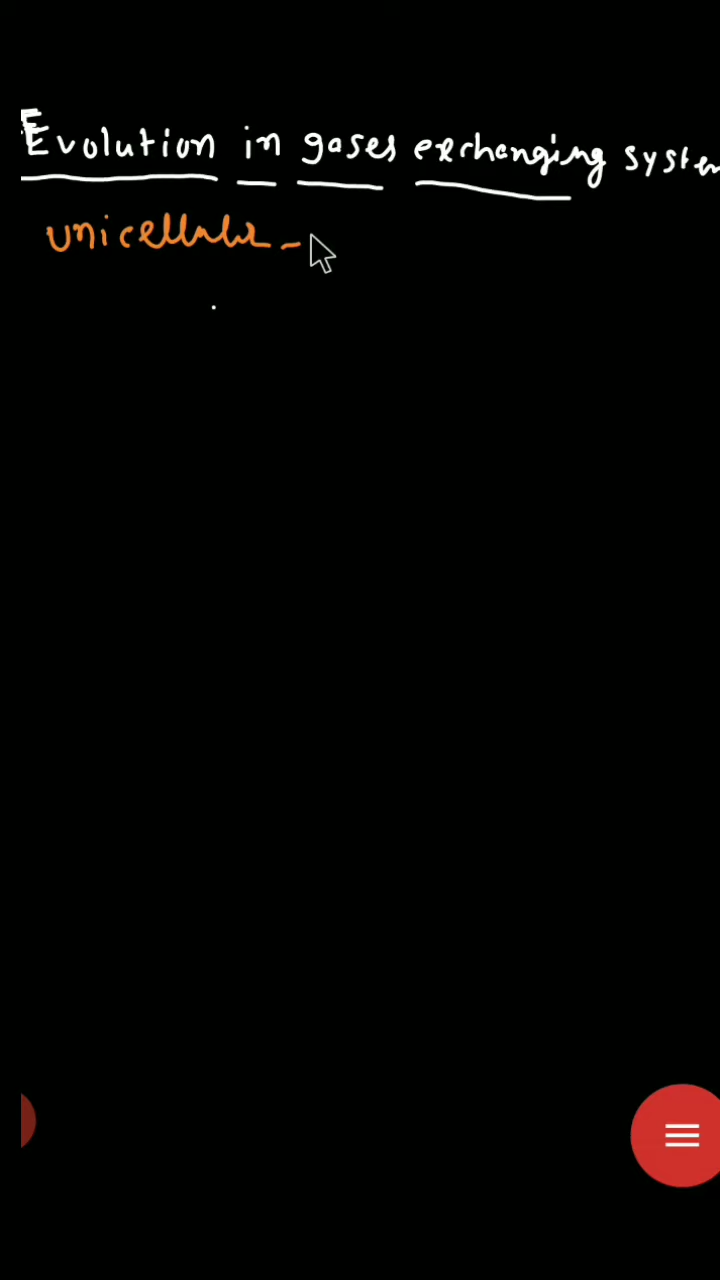 Evolution in gases exchanging system
unicellular -